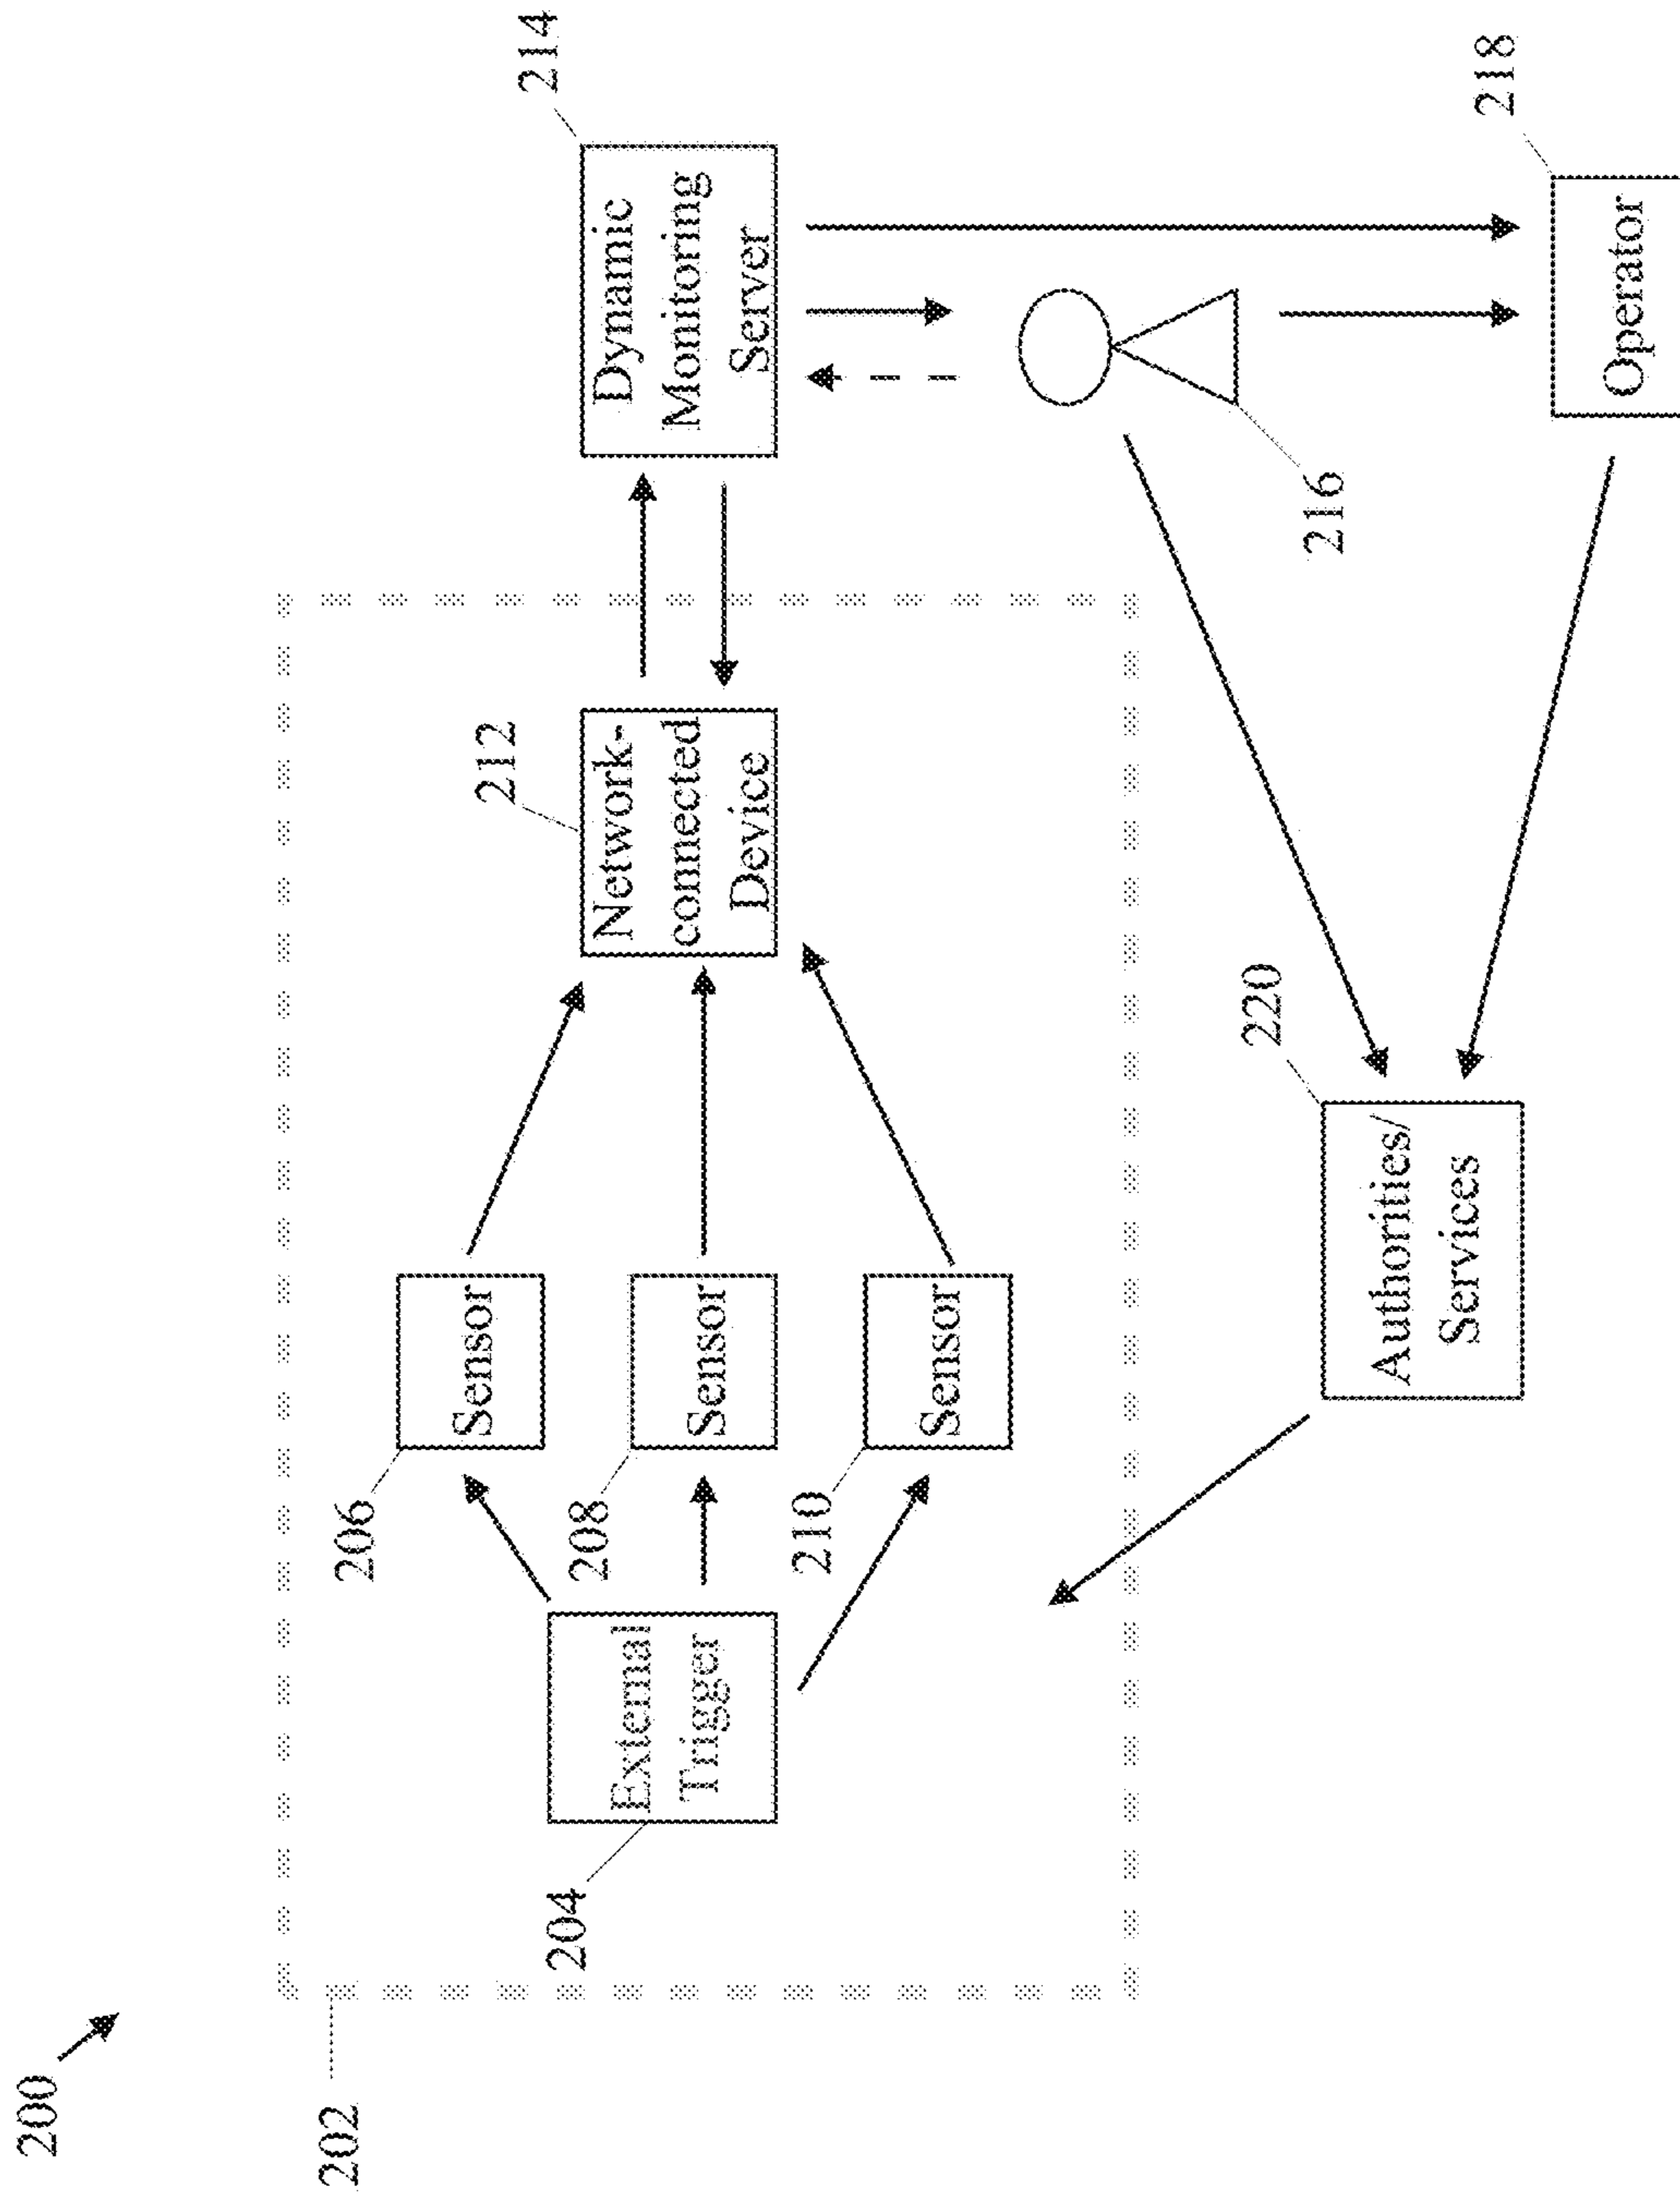 200
202
204
External
Trigger
206
Sensor
208
Sensor
210
Sensor
212
Network-
connected
Device
214
Dynamic
Monitoring
Server
216
218
Operator
220
Authorities/
Services